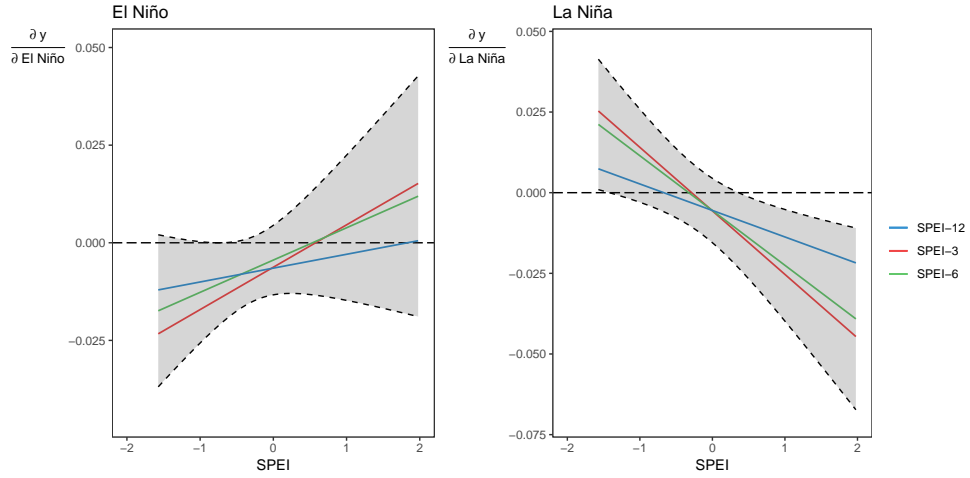 El Niño
∂ y
∂ El Niño
0.050
0.025
0.000
−0.025
−2
−1
0
1
2
SPEI
La Niña
∂ y
∂ La Niña
0.050
0.025
0.000
−0.025
−0.050
−0.075
−2
−1
0
1
2
SPEI
SPEI−12
SPEI−3
SPEI−6